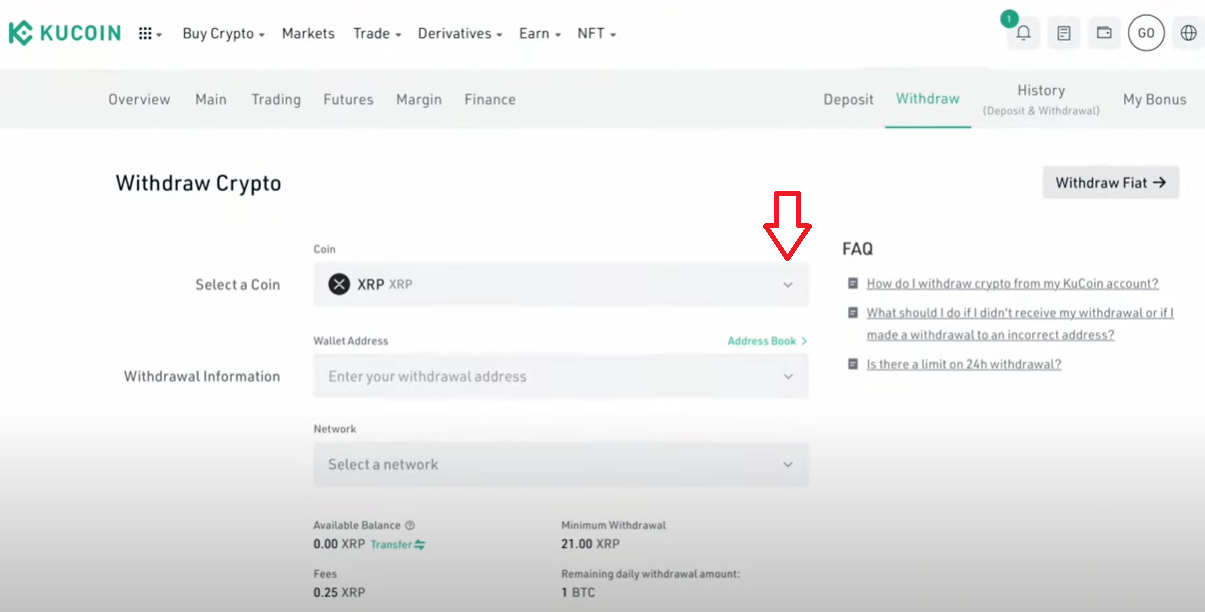 KUCOIN
Buy Crypto
Markets
Trade
Derivatives
Earn
NFT
1
GO
Overview
Main
Trading
Futures
Margin
Finance
Deposit
Withdraw
History
(Deposit & Withdrawal)
My Bonus
Withdraw Crypto
Withdraw Fiat →
Coin
Select a Coin
XRP XRP
Wallet Address
Address Book >
Withdrawal Information
Enter your withdrawal address
Network
Select a network
Available Balance
0.00 XRP Transfer
Minimum Withdrawal
21.00 XRP
Fees
0.25 XRP
Remaining daily withdrawal amount:
1 BTC
FAQ
How do I withdraw crypto from my KuCoin account?
What should I do if I didn't receive my withdrawal or if I
made a withdrawal to an incorrect address?
Is there a limit on 24h withdrawal?